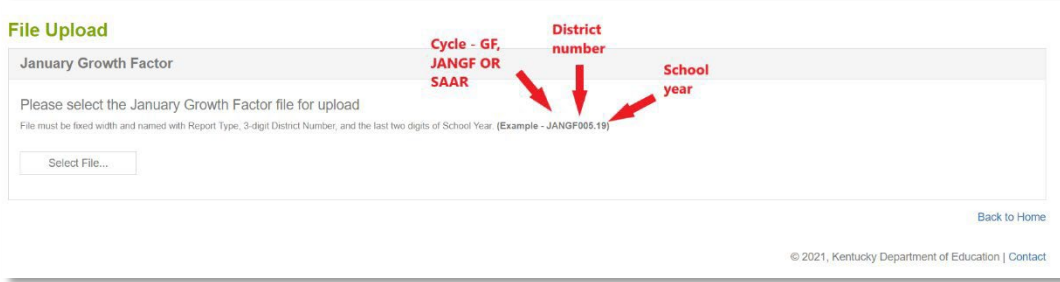 File Upload
Cycle - GF,
JANGF OR
SAAR
District
number
School
year
January Growth Factor
Please select the January Growth Factor file for upload
File must be fixed width and named with Report Type, 3-digit District Number, and the last two digits of School Year. (Example - JANGF005.19)
Select File...
Back to Home
© 2021, Kentucky Department of Education | Contact